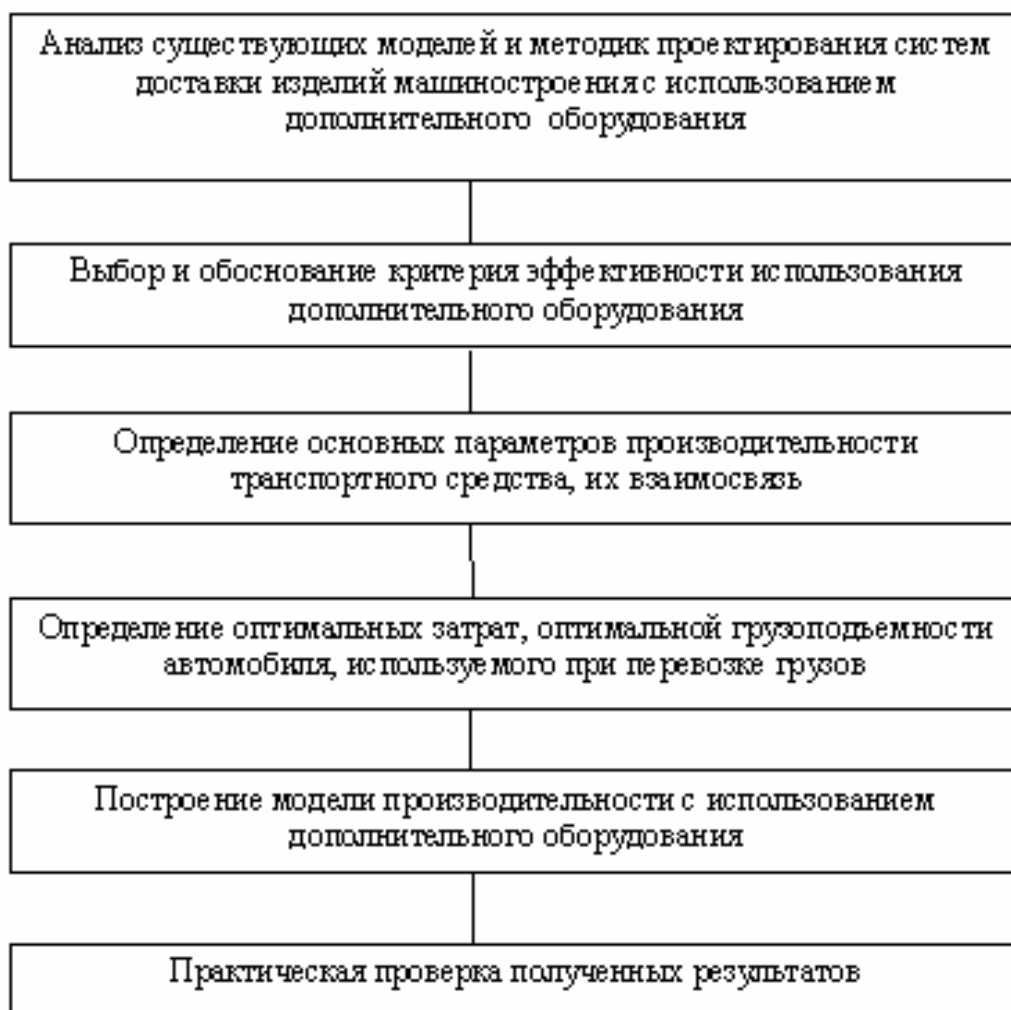 Анализ существующих моделей и методик проектирования систем
доставки изделий машиностроения с использованием
дополнительного оборудования
Выбор и обоснование критерия эффективности использования
дополнительного оборудования
Определение основных параметров производительности
транспортного средства, их взаимосвязь
Определение оптимальных затрат, оптимальной грузоподъемности
автомобиля, используемого при перевозке грузов
Построение модели производительности с использованием
дополнительного оборудования
Практическая проверка полученных результатов